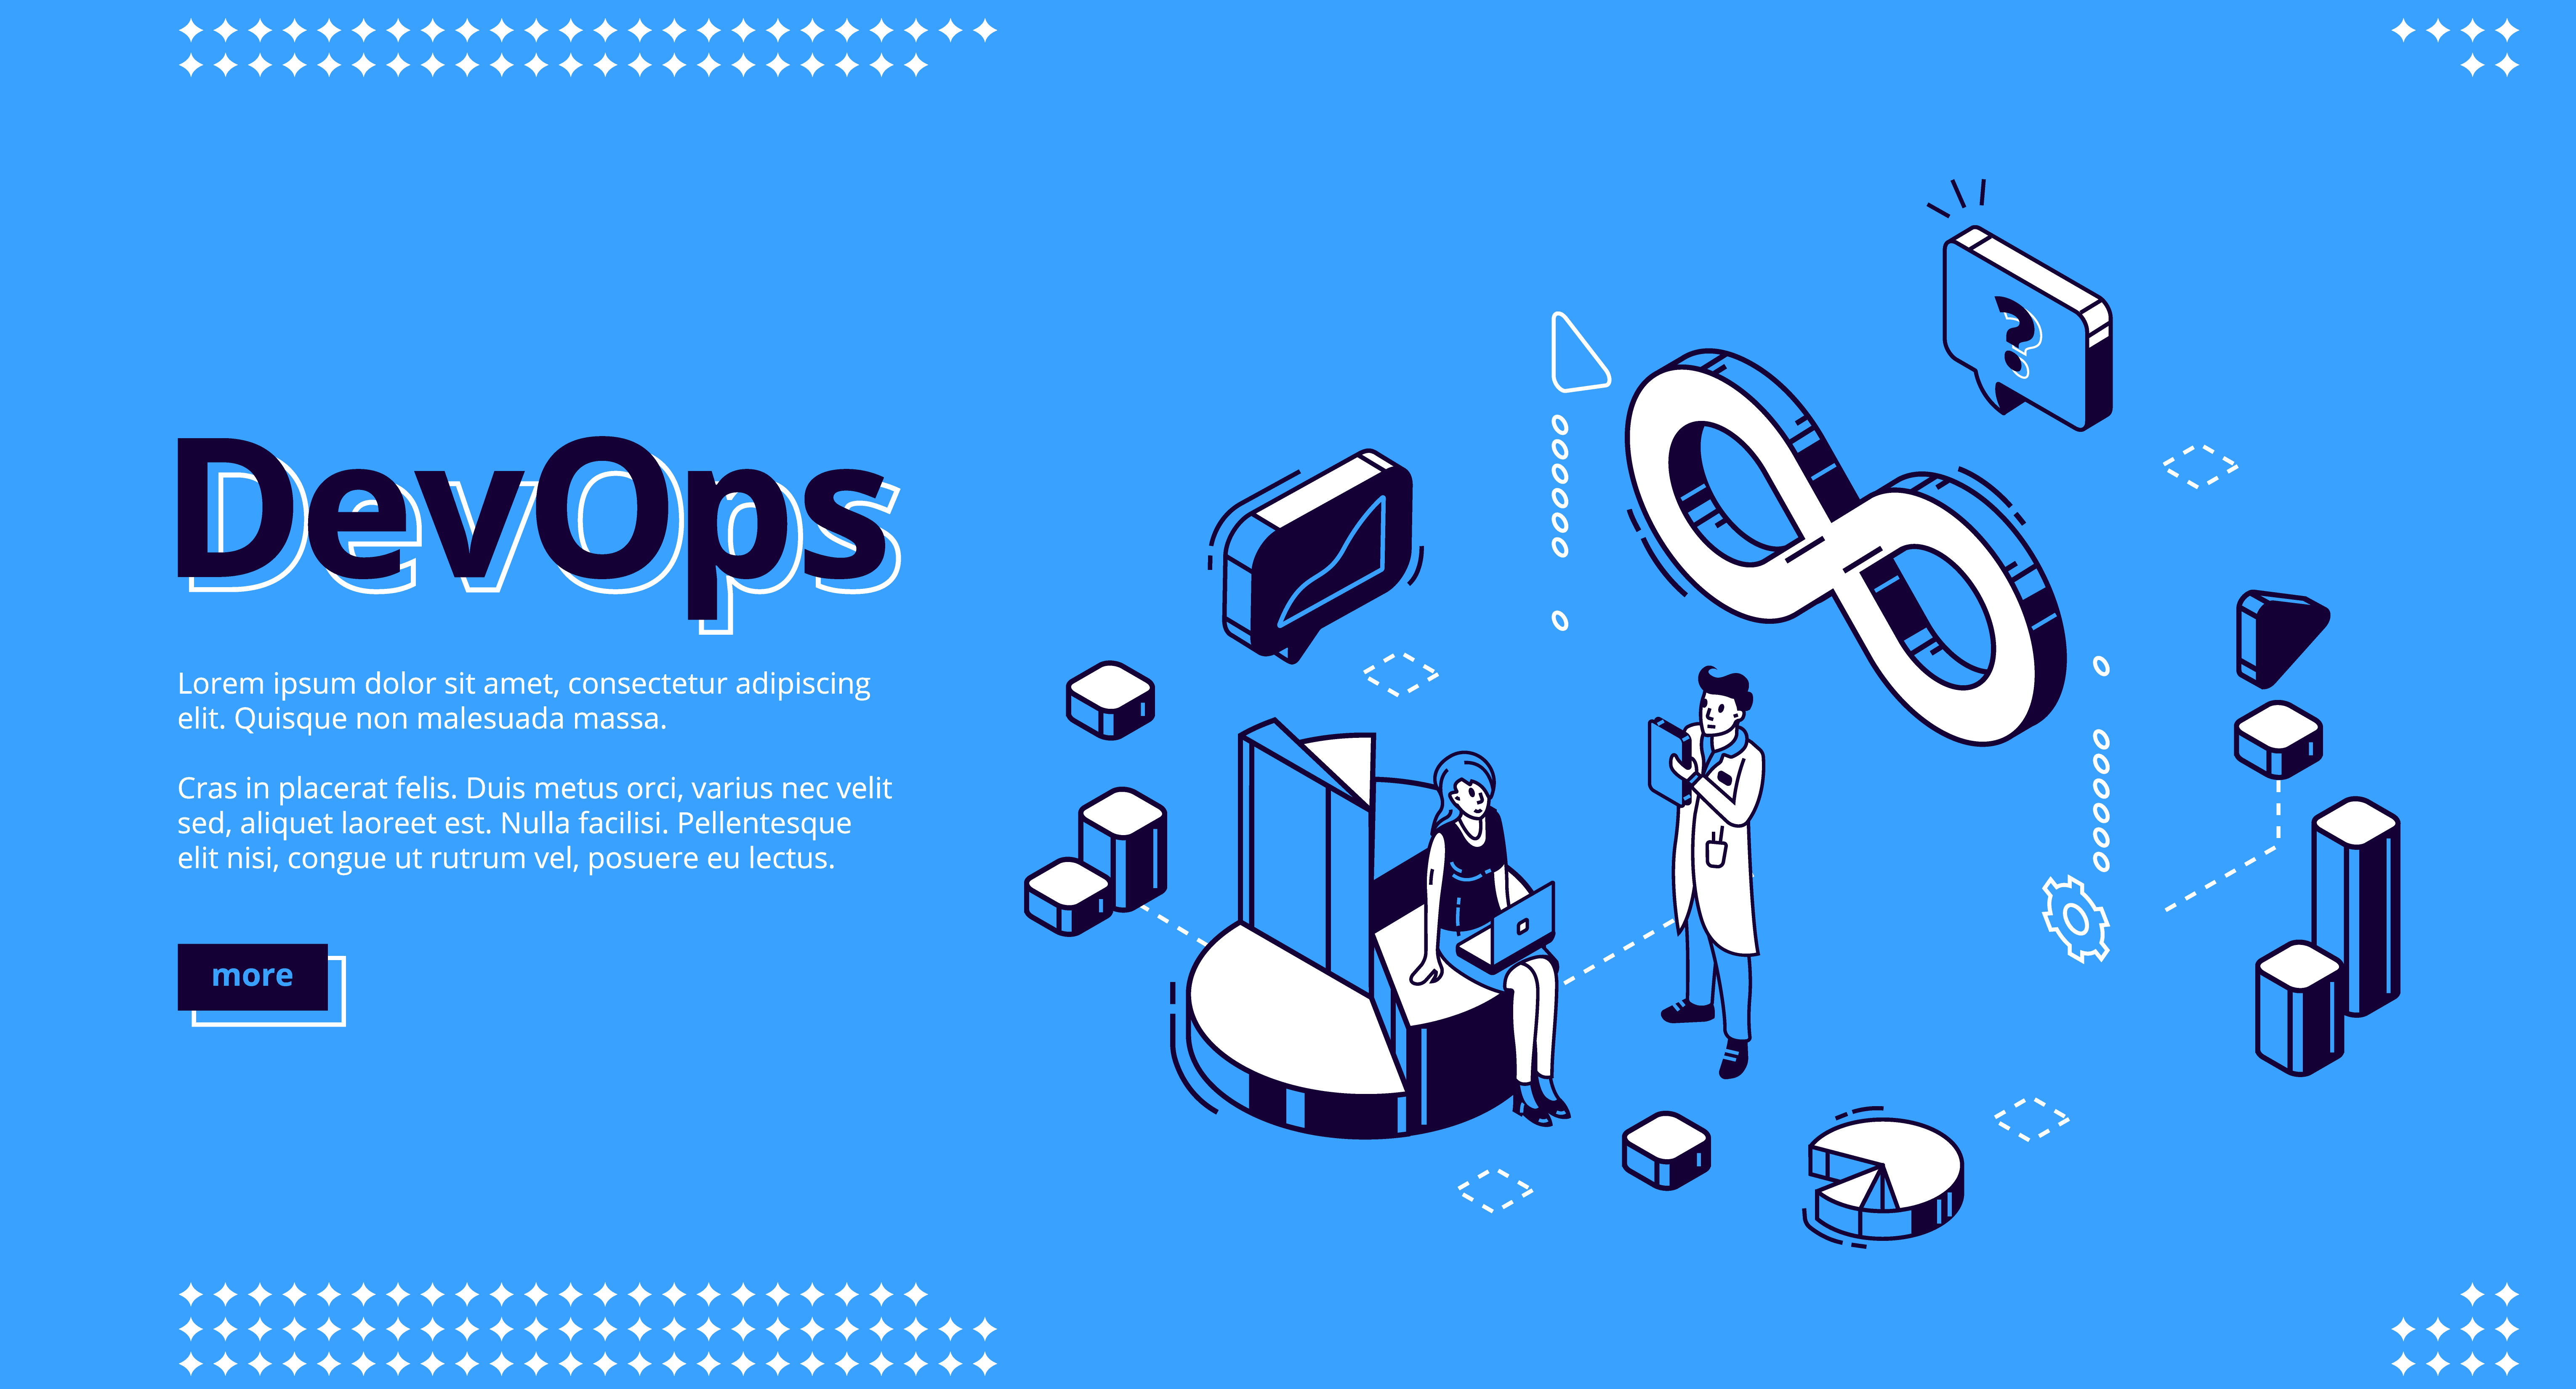 DevOps
Lorem ipsum dolor sit amet, consectetur adipiscing
elit. Quisque non malesuada massa.
Cras in placerat felis. Duis metus orci, varius nec velit
sed, aliquet laoreet est. Nulla facilisi. Pellentesque
elit nisi, congue ut rutrum vel, posuere eu lectus.
more
?